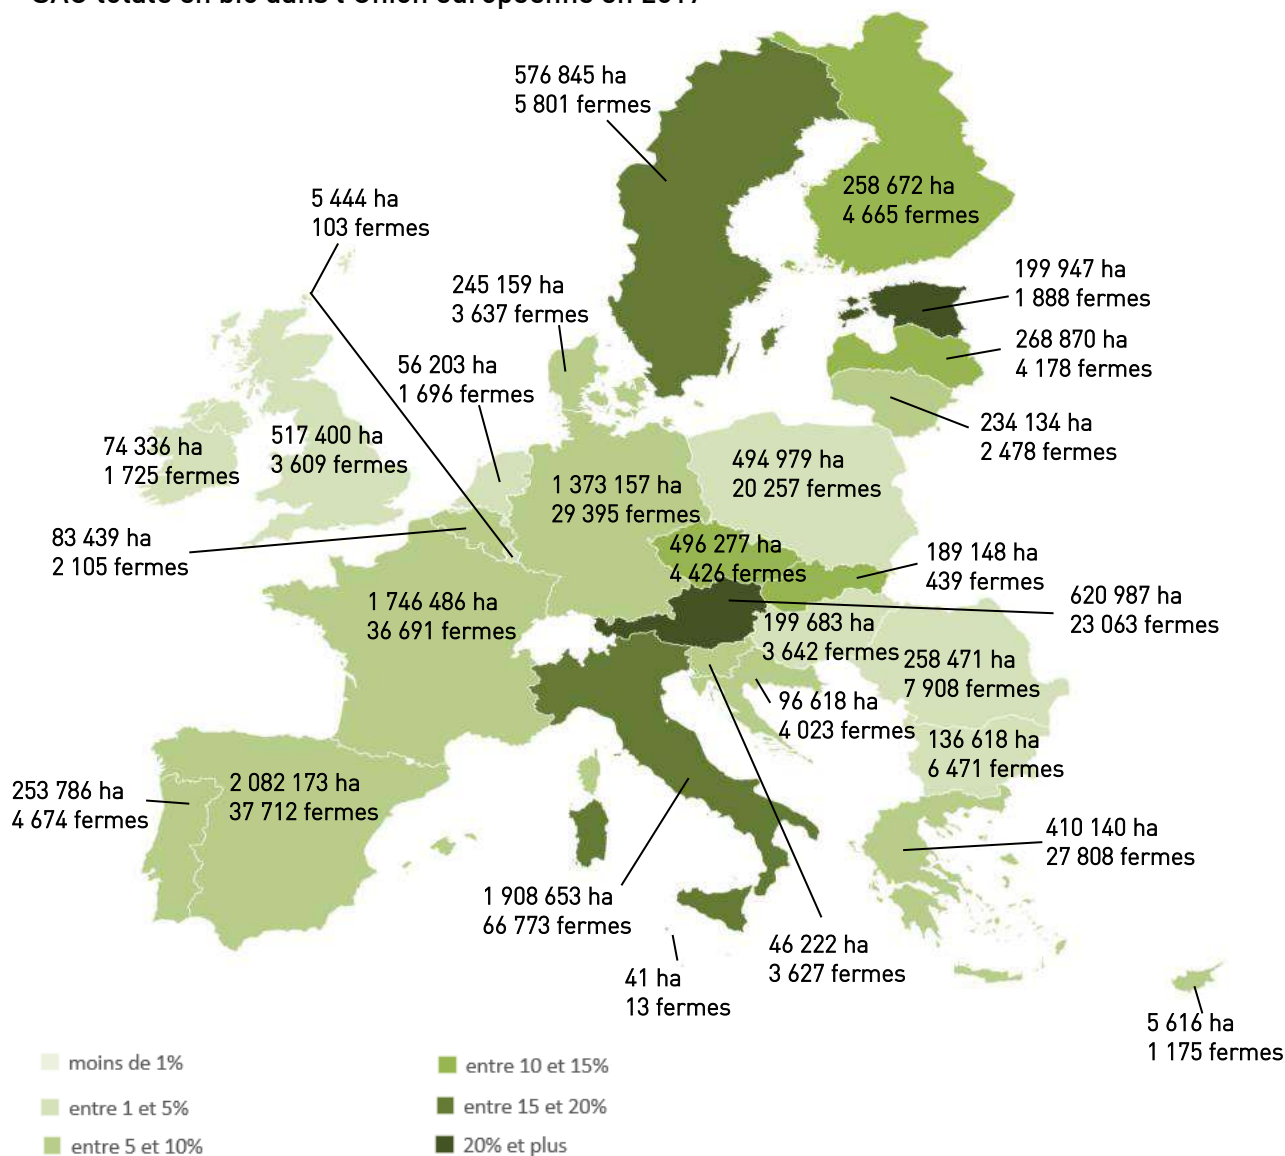 SAU totale en bio dans l'Union européenne en 2017
576 845 ha
5 801 fermes
258 672 ha
4 665 fermes
5 444 ha
103 fermes
245 159 ha
3 637 fermes
199 947 ha
1 888 fermes
56 203 ha
1 696 fermes
268 870 ha
4 178 fermes
74 336 ha
1 725 fermes
517 400 ha
3 609 fermes
234 134 ha
2 478 fermes
494 979 ha
20 257 fermes
1 373 157 ha
29 395 fermes
83 439 ha
2 105 fermes
496 277 ha
4 426 fermes
189 148 ha
439 fermes
620 987 ha
23 063 fermes
1 746 486 ha
36 691 fermes
199 683 ha
3 642 fermes
258 471 ha
7 908 fermes
96 618 ha
4 023 fermes
136 618 ha
6 471 fermes
253 786 ha
4 674 fermes
2 082 173 ha
37 712 fermes
410 140 ha
27 808 fermes
1 908 653 ha
66 773 fermes
46 222 ha
3 627 fermes
41 ha
13 fermes
5 616 ha
1 175 fermes
moins de 1%
entre 1 et 5%
entre 5 et 10%
entre 10 et 15%
entre 15 et 20%
20% et plus